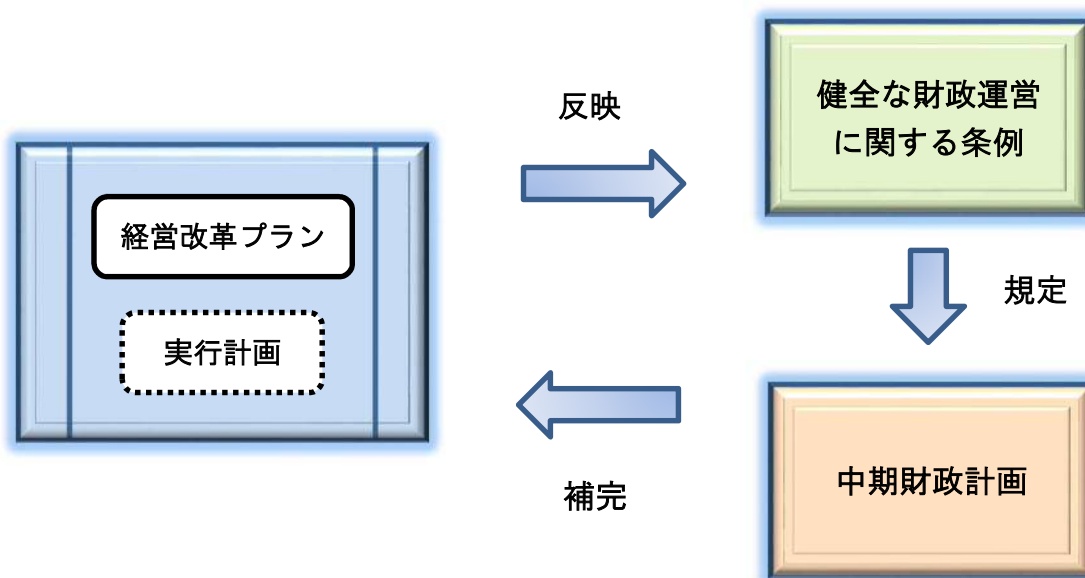 反映
健全な財政運営
に関する条例
経営改革プラン
実行計画
規定
補完
中期財政計画